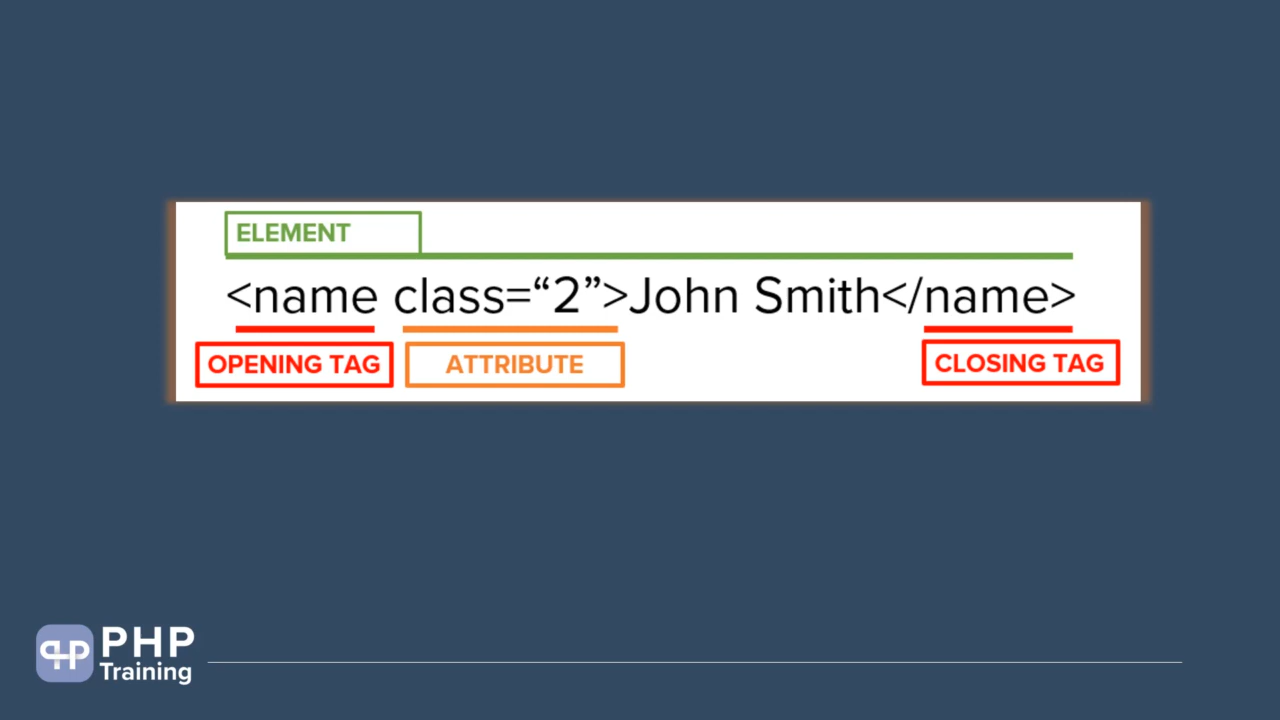 ELEMENT
<name class=“2”>John Smith</name>
OPENING TAG ATTRIBUTE CLOSING TAG
PHP
Training